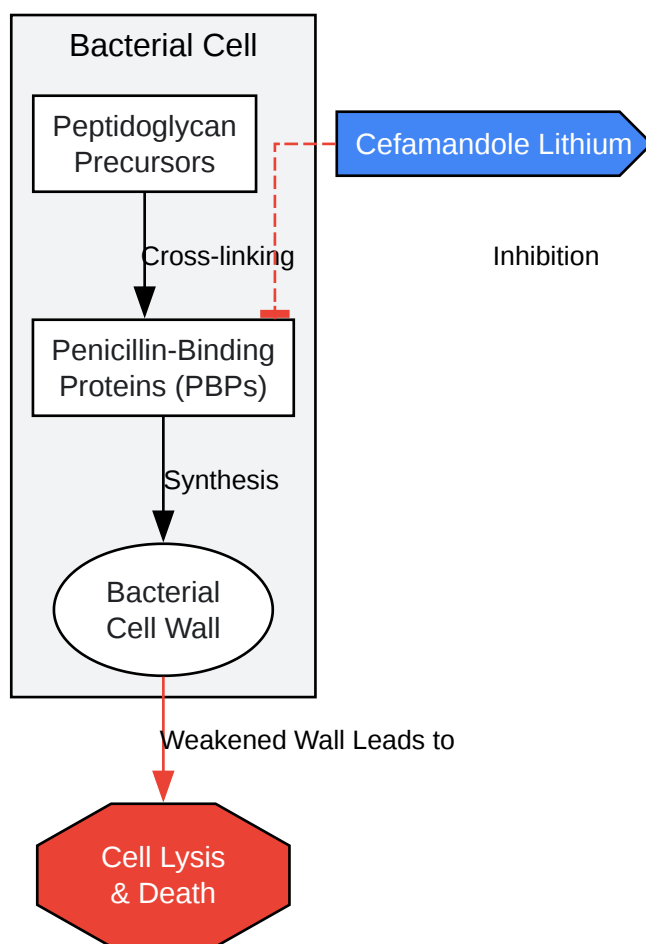 Bacterial Cell
Peptidoglycan
Precursors
Cefamandole Lithium
Cross-linking
Inhibition
Penicillin-Binding
Proteins (PBPs)
Synthesis
Bacterial
Cell Wall
Weakened Wall Leads to
Cell Lysis
& Death